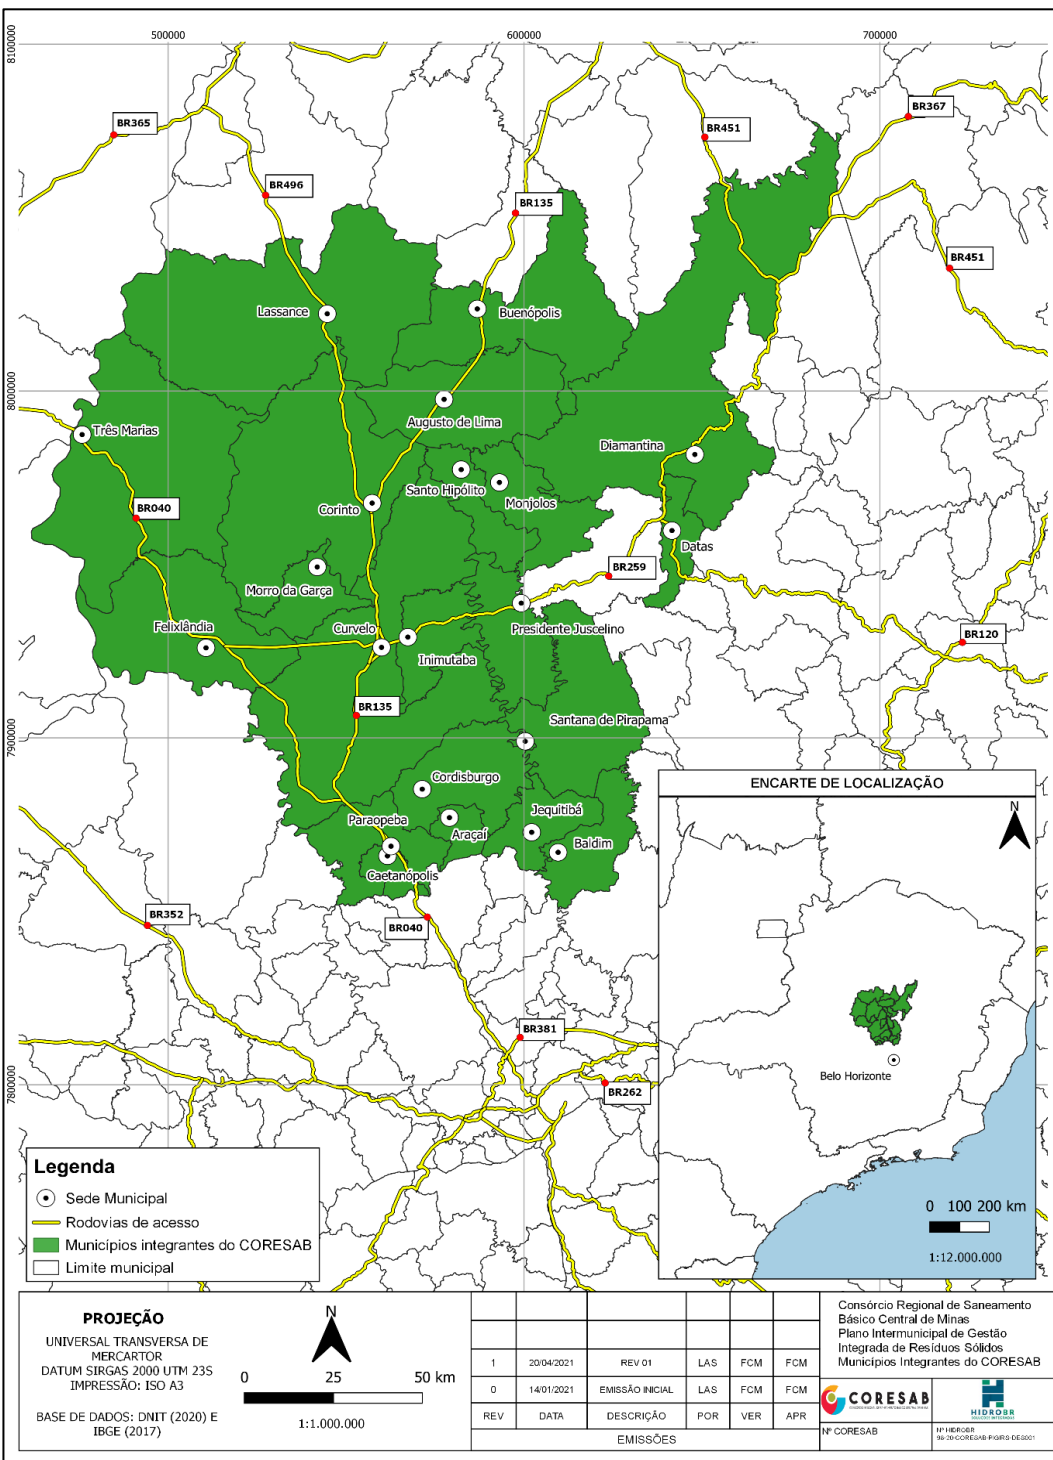 500000
600000
700000
8100000
8000000
7900000
7800000
BR365
BR496
BR135
BR451
BR367
BR451
Lassance
Buenópolis
Augusto de Lima
Três Marias
Diamantina
Santo Hipólito
Monjolos
Corinto
BR040
Datas
BR259
Morro da Garça
Felixlândia
Curvelo
Inimutaba
Presidente Juscelino
BR120
BR135
Santana de Pirapama
Cordisburgo
Jequitibá
Paraopeba
Araçaí
Baldim
Caetanópolis
BR352
BR040
BR381
BR262
ENCARTE DE LOCALIZAÇÃO
N
Belo Horizonte
0 100 200 km
1:12.000.000
Legenda
Sede Municipal
Rodovias de acesso
Municípios integrantes do CORESAB
Limite municipal
PROJEÇÃO
UNIVERSAL TRANSVERSA DE
MERCARTOR
DATUM SIRGAS 2000 UTM 23S
IMPRESSÃO: ISO A3
BASE DE DADOS: DNIT (2020) E
IBGE (2017)
N
0 25 50 km
1:1.000.000
1 20/04/2021 REV 01 LAS FCM FCM
0 14/01/2021 EMISSÃO INICIAL LAS FCM FCM
REV DATA DESCRIÇÃO POR VER APR
EMISSÕES
Consórcio Regional de Saneamento
Básico Central de Minas
Plano Intermunicipal de Gestão
Integrada de Resíduos Sólidos
Municípios Integrantes do CORESAB
CORESAB
HIDROBR
Nº CORESAB
Nº HIDROBR
96-20-CORESAB-PIGIRS-DES001